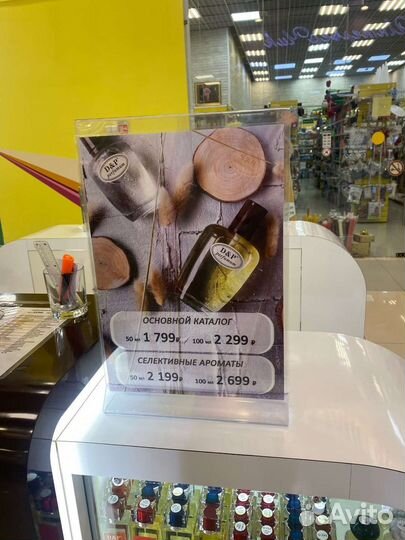 D&P
perfumum
D&P
perfumum
ОСНОВНОЙ КАТАЛОГ
50 мл 1 799₽ / 100 мл 2 299 ₽
СЕЛЕКТИВНЫЕ АРОМАТЫ
50 мл 2 199₽ 100 мл 2 699 ₽
Avito